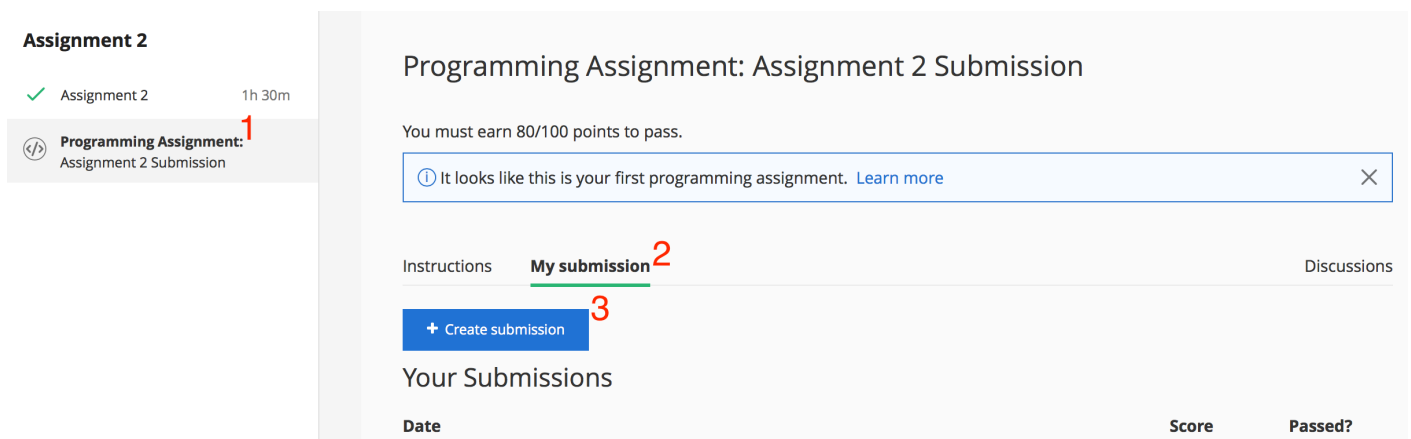 Assignment 2
Assignment 2 1h 30m
Programming Assignment: 1
Assignment 2 Submission
Programming Assignment: Assignment 2 Submission
You must earn 80/100 points to pass.
It looks like this is your first programming assignment. Learn more
Instructions My submission 2 Discussions
+ Create submission 3
Your Submissions
Date Score Passed?